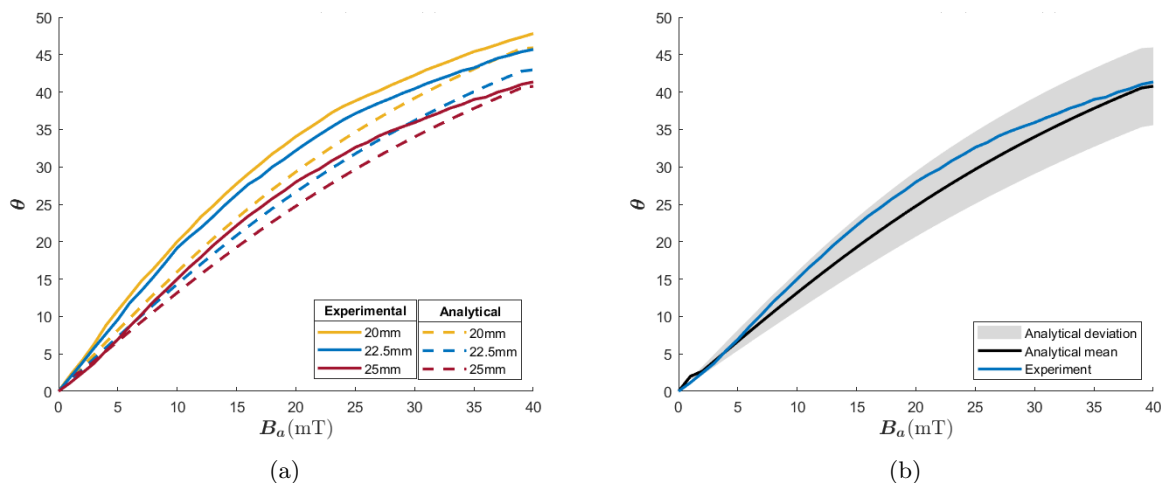 50
45
40
35
30
25
20
15
10
5
0
θ
Experimental Analytical
20mm 20mm
22.5mm 22.5mm
25mm 25mm
0 5 10 15 20 25 30 35 40
Bₐ(mT)
(a)
50
45
40
35
30
25
20
15
10
5
0
θ
Analytical deviation
Analytical mean
Experiment
0 5 10 15 20 25 30 35 40
Bₐ(mT)
(b)